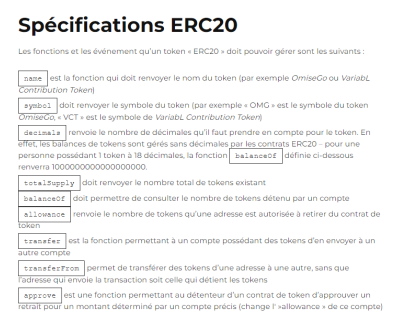 Spécifications ERC20
Les fonctions et les événement qu'un token « ERC20 » doit pouvoir gérer sont les suivants :
name est la fonction qui doit renvoyer le nom du token (par exemple OmiseGo ou VariabL
Contribution Token)
symbol doit renvoyer le symbole du token (par exemple « OMG » est le symbole du token
OmiseGo, « VCT » est le symbole de VariabL Contribution Token)
decimals renvoie le nombre de décimales qu'il faut prendre en compte pour le token. En
effet, les balances de tokens sont gérés sans décimales par les contrats ERC20 – pour une
personne possédant 1 token à 18 décimales, la fonction balanceOf définie ci-dessous
renverra 1000000000000000000.
totalSupply doit renvoyer le nombre total de tokens existant
balanceOf doit permettre de consulter le nombre de tokens détenu par un compte
allowance renvoie le nombre de tokens qu'une adresse est autorisée à retirer du contrat de
token
transfer est la fonction permettant à un compte possédant des tokens d'en envoyer à un
autre compte
transferFrom permet de transférer des tokens d'une adresse à une autre, sans que
l'adresse qui envoie la transaction soit celle qui détient les tokens
approve est une fonction permettant au détenteur d'un contrat de token d'approuver un
retrait pour un montant déterminé par un compte précis (change l' «allowance » de ce compte)